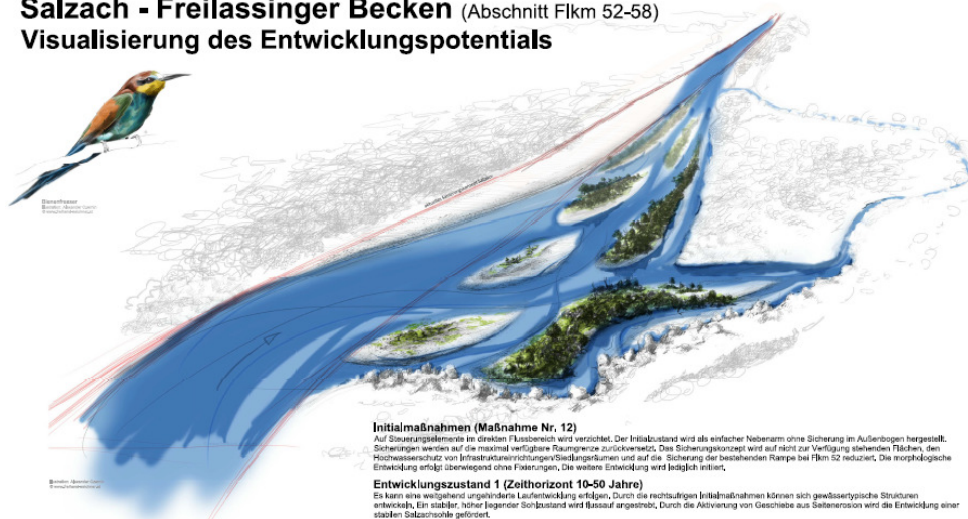 Salzach - Freilassinger Becken (Abschnitt Flkm 52-58)
Visualisierung des Entwicklungspotentials
Bienenfresser
Initialmaßnahmen (Maßnahme Nr. 12)
Auf Steuerungselemente im direkten Flussbereich wird verzichtet. Der Initialzustand wird als einfacher Nebenarm ohne Sicherung im Außenbogen hergestellt.
Sicherungen werden auf die maximal verfügbare Raumgrenze zurückversetzt. Das Sicherungskonzept wird auf nicht zur Verfügung stehenden Flächen, den
Hochwasserschutz von Infrastruktureinrichtungen/Siedlungsräumen und auf die Sicherung der bestehenden Rampe bei Flkm 52 reduziert. Die morphologische
Entwicklung erfolgt überwiegend ohne Fixierungen. Die weitere Entwicklung wird lediglich initiiert.
Entwicklungszustand 1 (Zeithorizont 10-50 Jahre)
Es kann eine weitgehend ungehinderte Laufentwicklung erfolgen. Durch die rechtsufrigen Initialmaßnahmen können sich gewässertypische Strukturen
entwickeln. Ein stabiler, höher liegender Sohlzustand wird flussauf angestrebt. Durch die Aktivierung von Geschiebe aus Seitenerosion wird die Entwicklung einer
stabilen Salzachsohle gefördert.